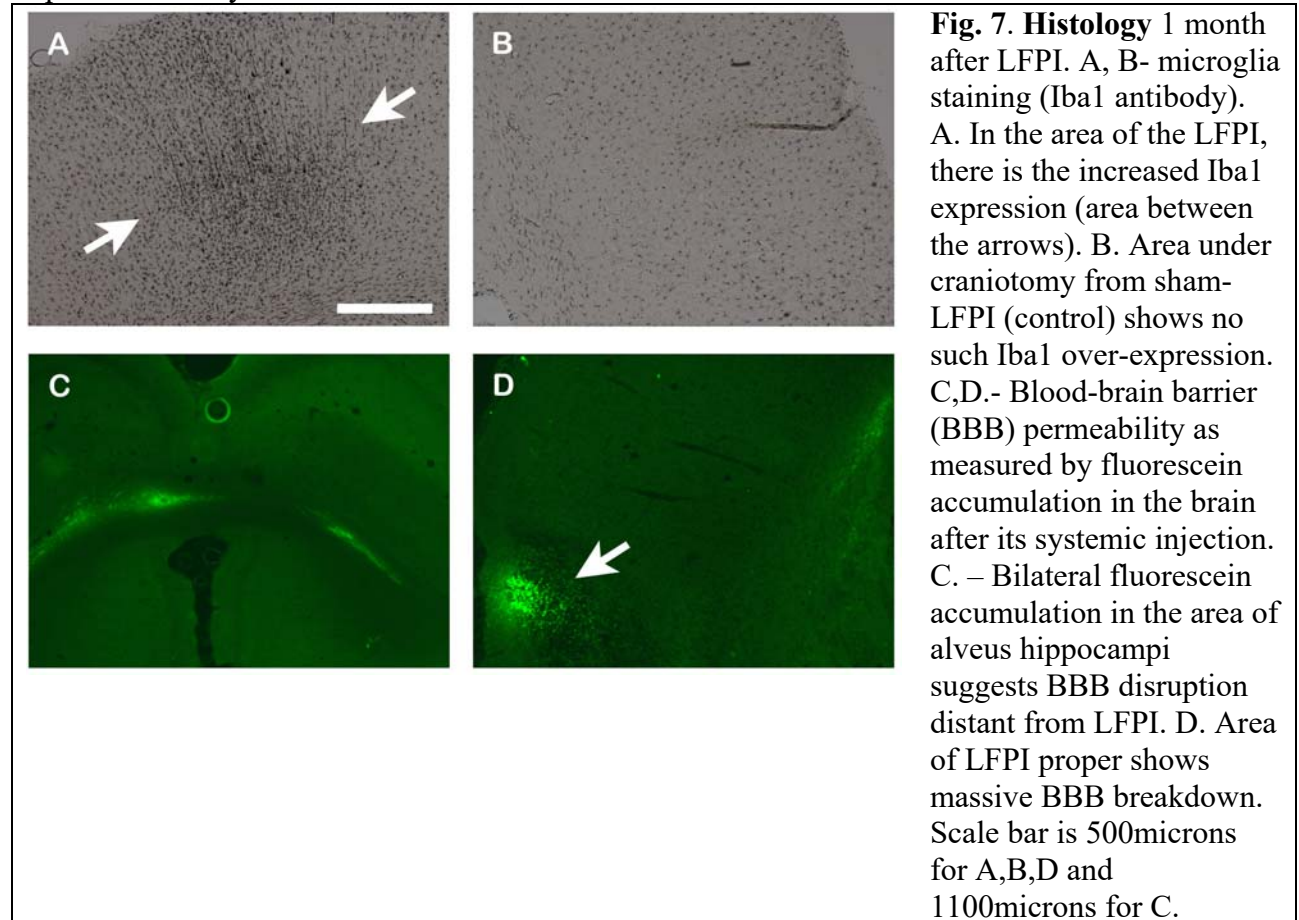 A
B
C
D
Fig. 7. Histology 1 month
after LFPI. A, B- microglia
staining (Iba1 antibody).
A. In the area of the LFPI,
there is the increased Iba1
expression (area between
the arrows). B. Area under
craniotomy from sham-
LFPI (control) shows no
such Iba1 over-expression.
C,D.- Blood-brain barrier
(BBB) permeability as
measured by fluorescein
accumulation in the brain
after its systemic injection.
C. – Bilateral fluorescein
accumulation in the area of
alveus hippocampi
suggests BBB disruption
distant from LFPI. D. Area
of LFPI proper shows
massive BBB breakdown.
Scale bar is 500microns
for A,B,D and
1100microns for C.